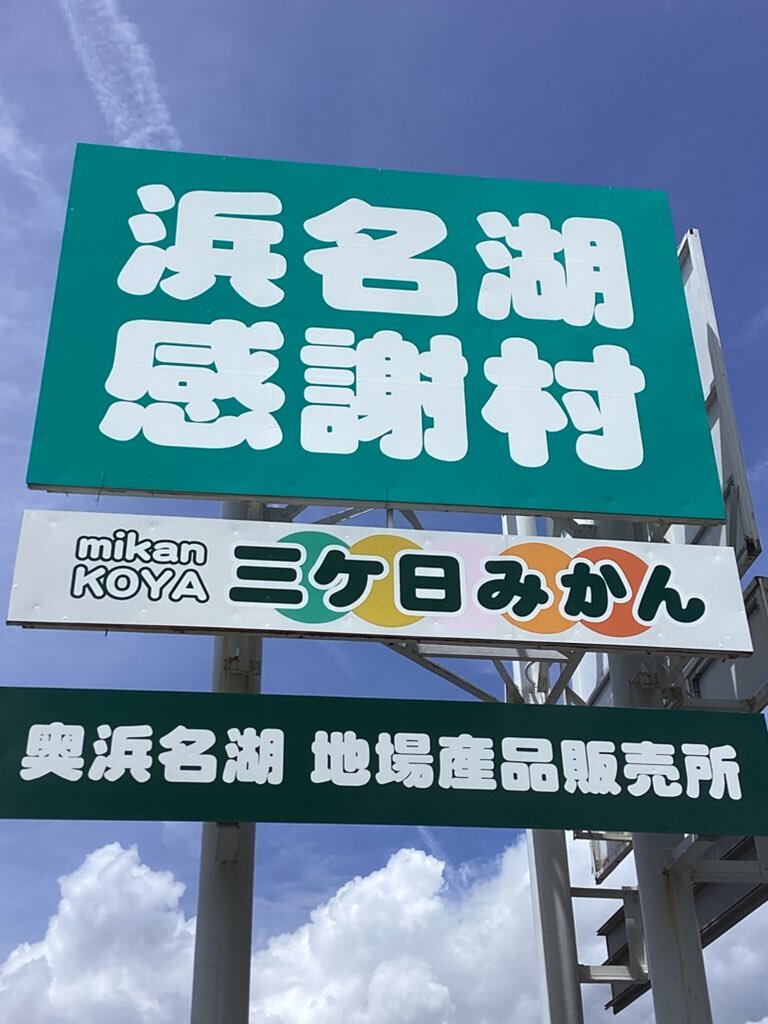 浜名湖
感謝村
mikan
KOYA
三ケ日みかん
奥浜名湖 地場産品販売所